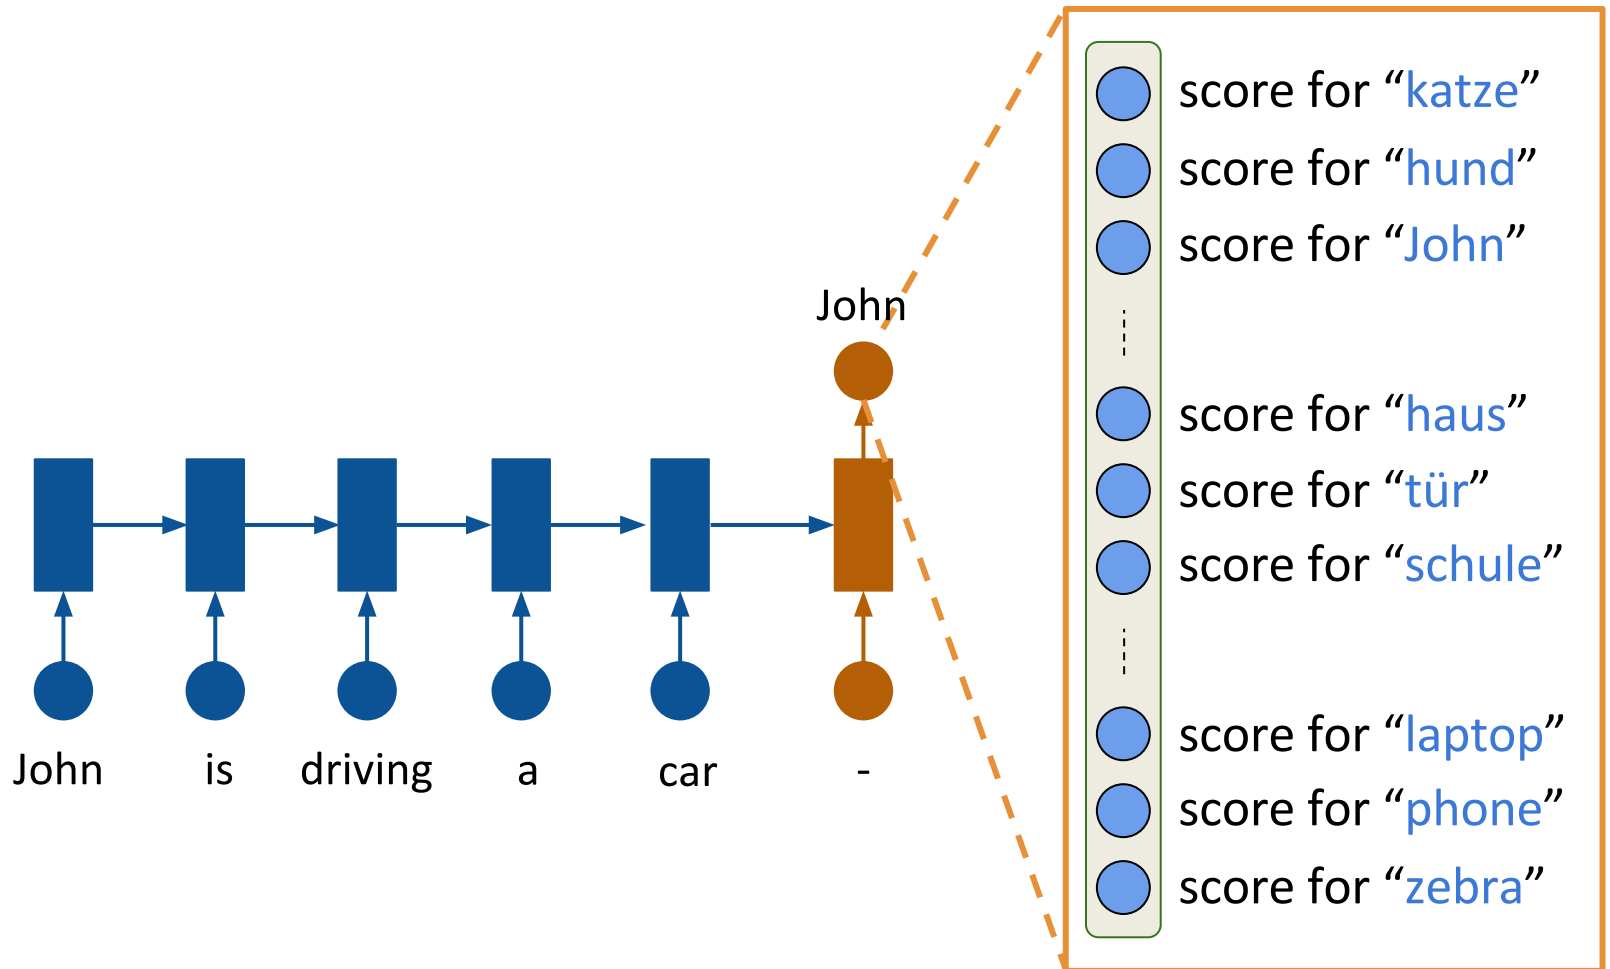 score for “katze”
score for “hund”
score for “John”
John
score for “haus”
score for “tür”
score for “schule”
score for “laptop”
John is driving a car -
score for “phone”
score for “zebra”